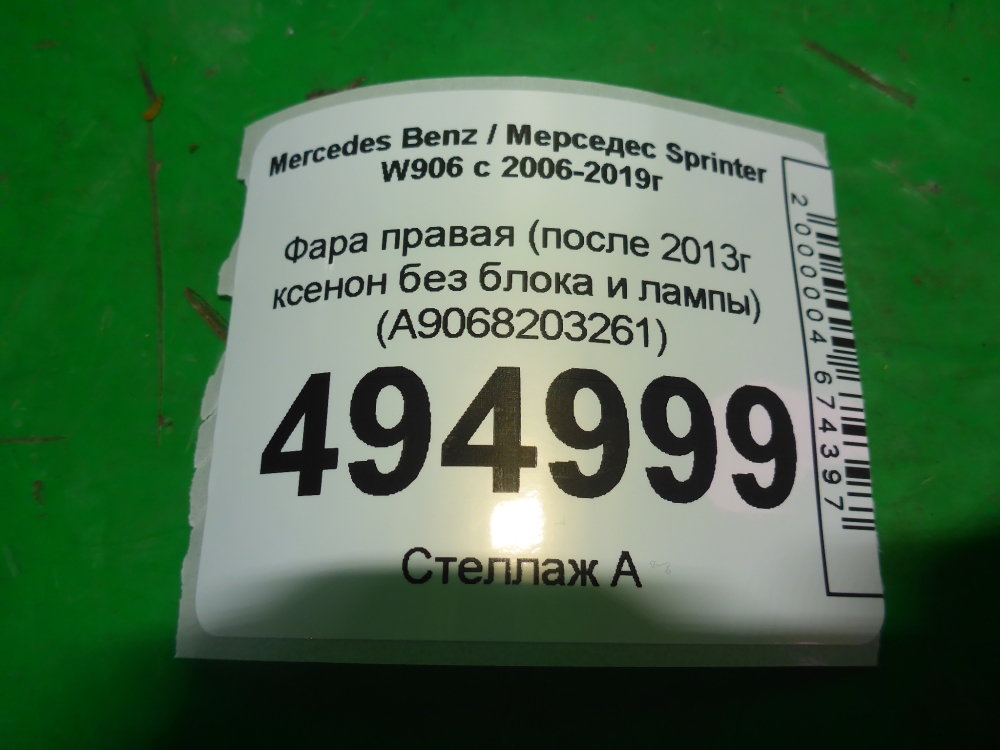 Mercedes Benz / Мерседес Sprinter
W906 с 2006-2019г
Фара правая (после 2013г
ксенон без блока и лампы)
(A9068203261)
494999
Стеллаж А
2000004674397